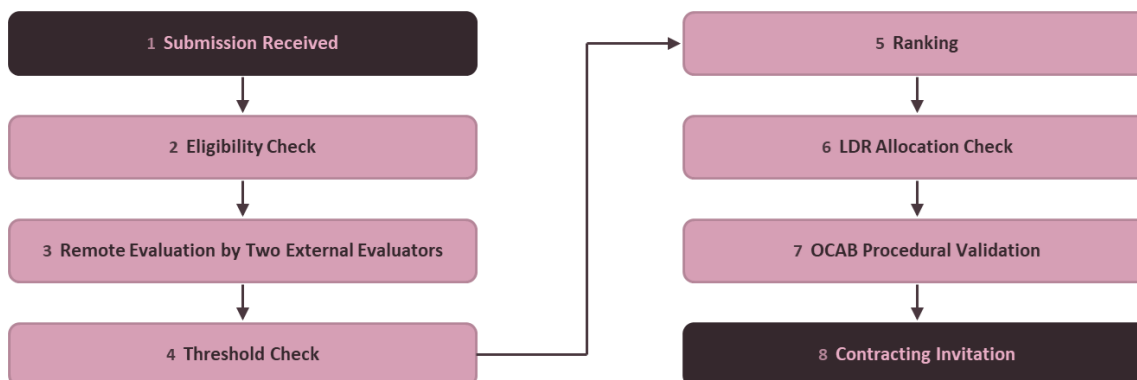 1 Submission Received
2 Eligibility Check
3 Remote Evaluation by Two External Evaluators
4 Threshold Check
5 Ranking
6 LDR Allocation Check
7 OCAB Procedural Validation
8 Contracting Invitation